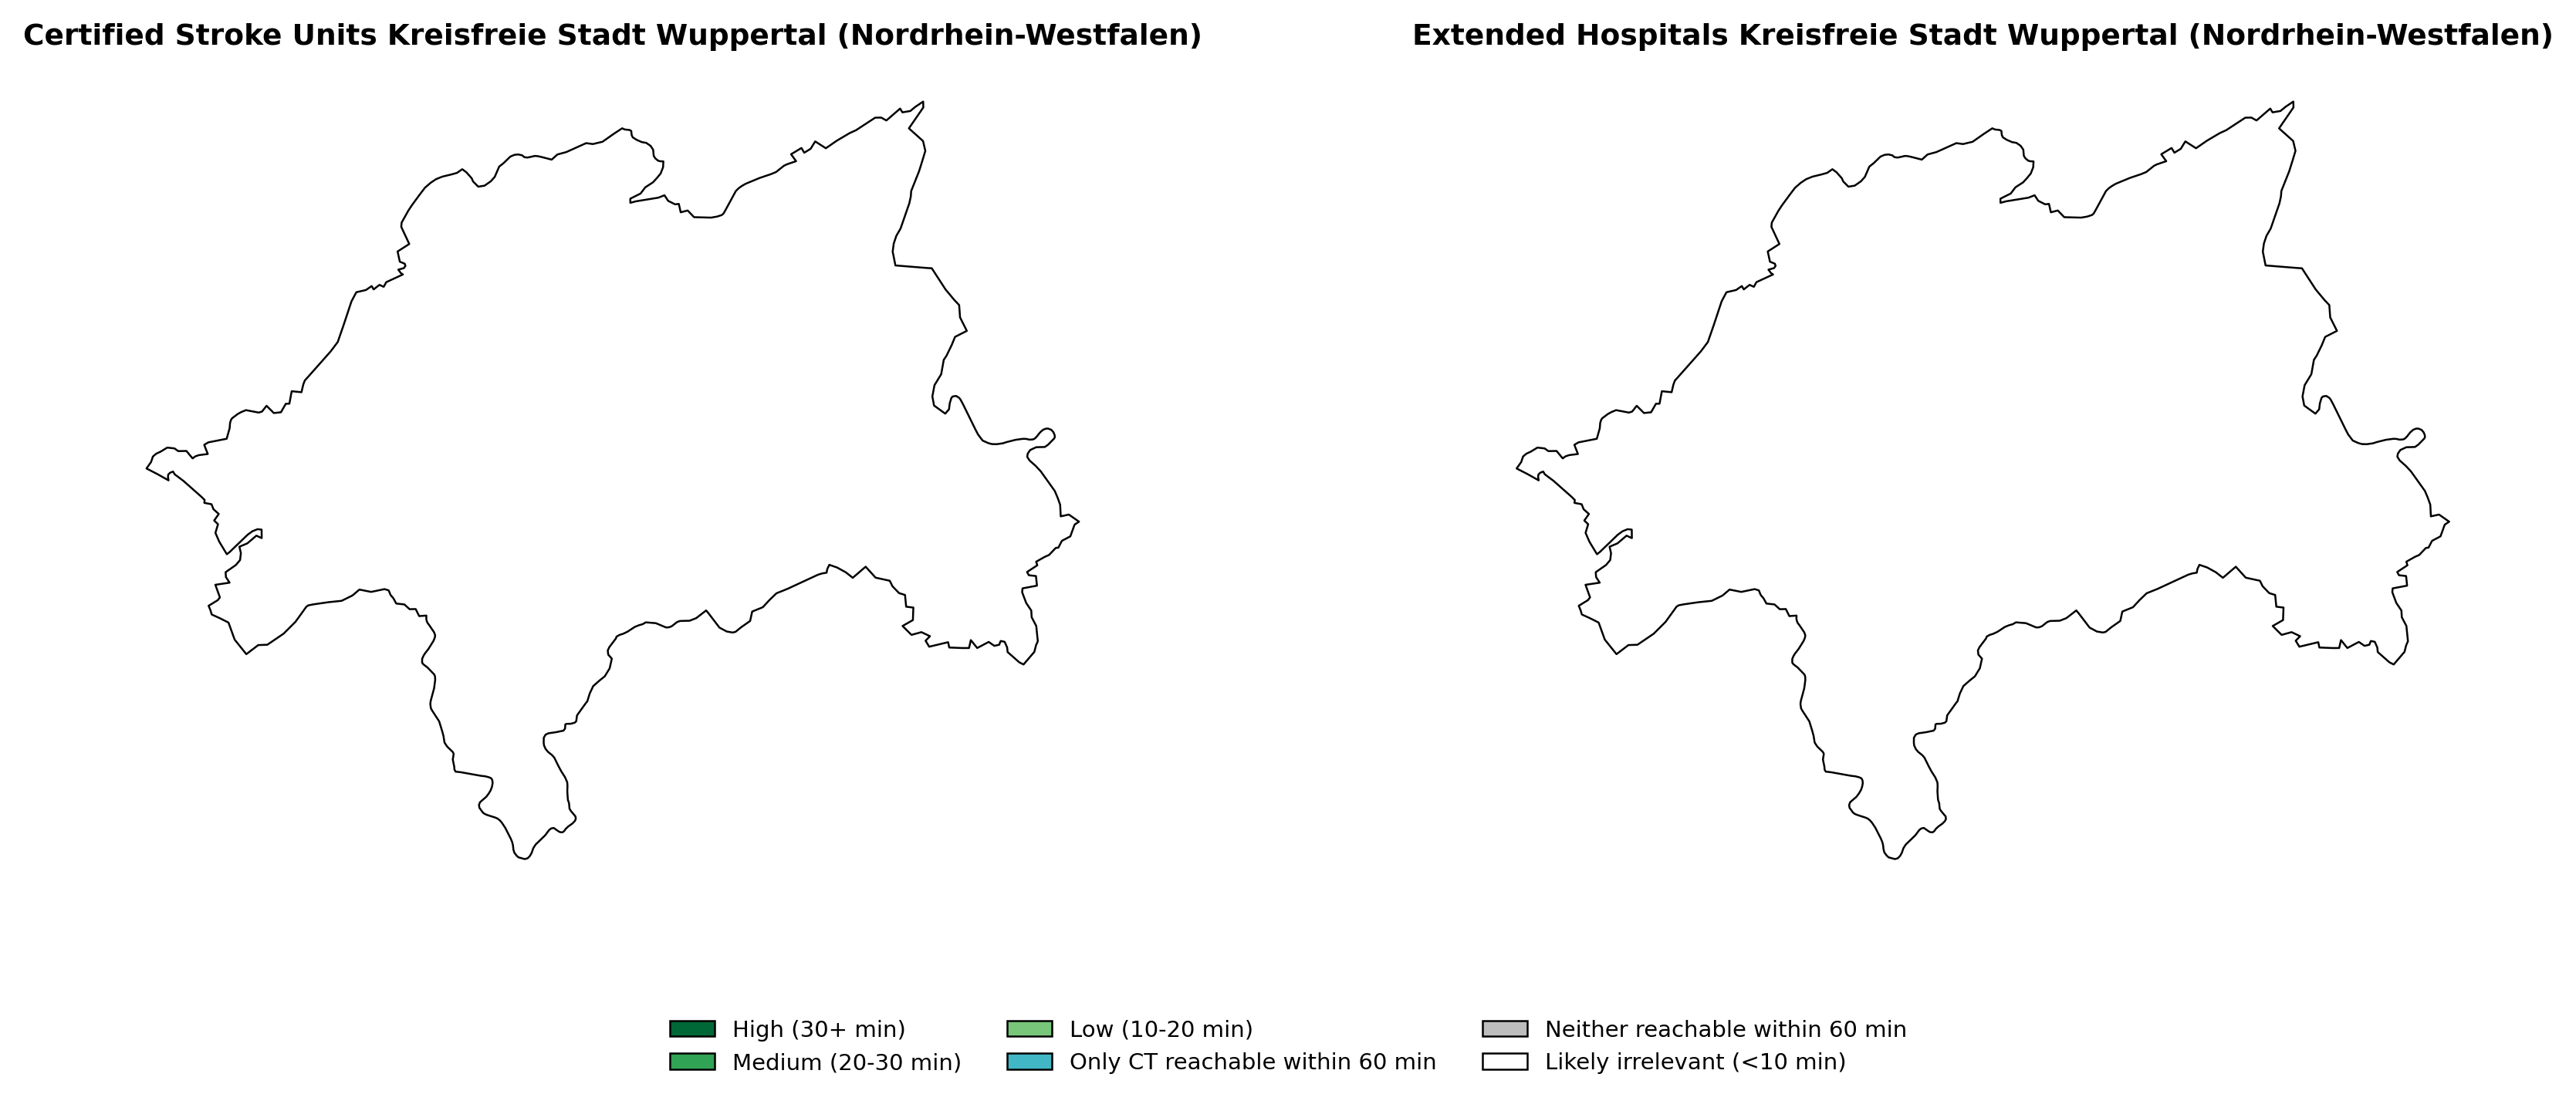 Certified Stroke Units Kreisfreie Stadt Wuppertal (Nordrhein-Westfalen)
Extended Hospitals Kreisfreie Stadt Wuppertal (Nordrhein-Westfalen)
High (30+ min)
Medium (20-30 min)
Low (10-20 min)
Only CT reachable within 60 min
Neither reachable within 60 min
Likely irrelevant (<10 min)